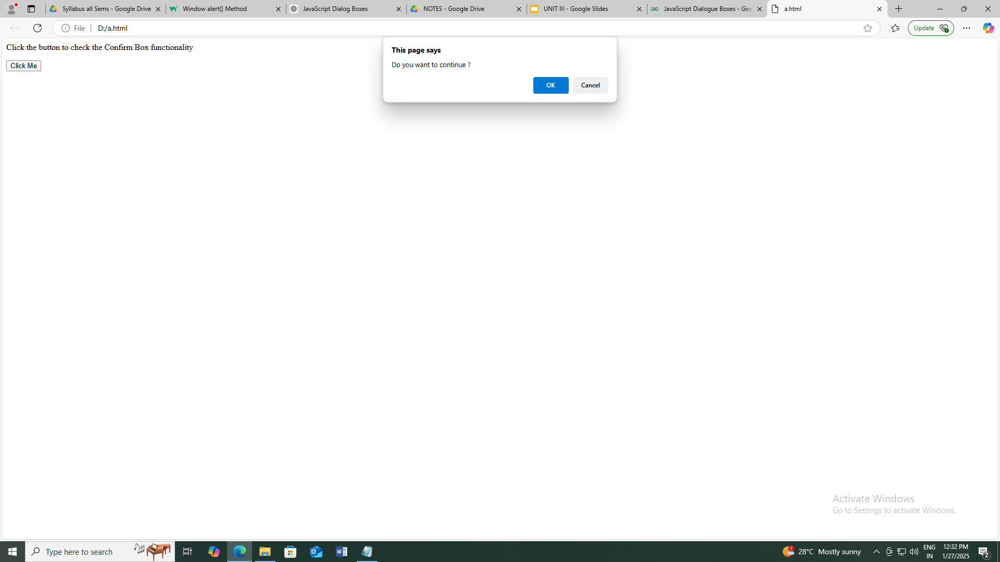 Syllabus all Sems - Google Drive
Window alert() Method
JavaScript Dialog Boxes
NOTES - Google Drive
UNIT III - Google Slides
JavaScript Dialogue Boxes - Gee
a.html
File
D:/a.html
Update
Click the button to check the Confirm Box functionality
Click Me
This page says
Do you want to continue ?
OK
Cancel
Activate Windows
Go to Settings to activate Windows.
Type here to search
1
28°C Mostly sunny
ENG
IN
12:32 PM
1/27/2025
2